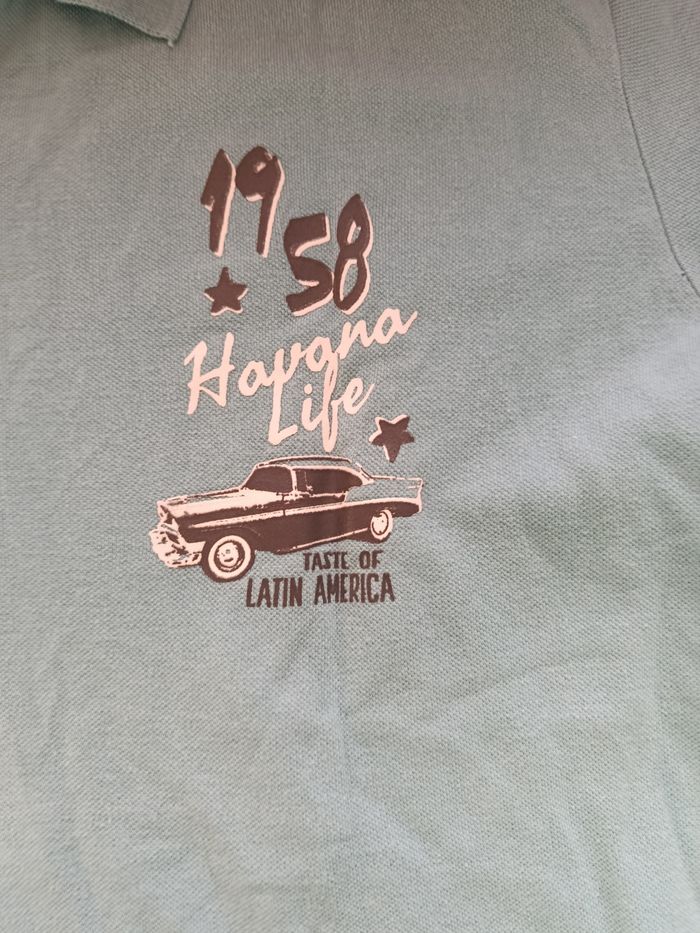 19
58
Havana
Life
TASTE OF
LATIN AMERICA